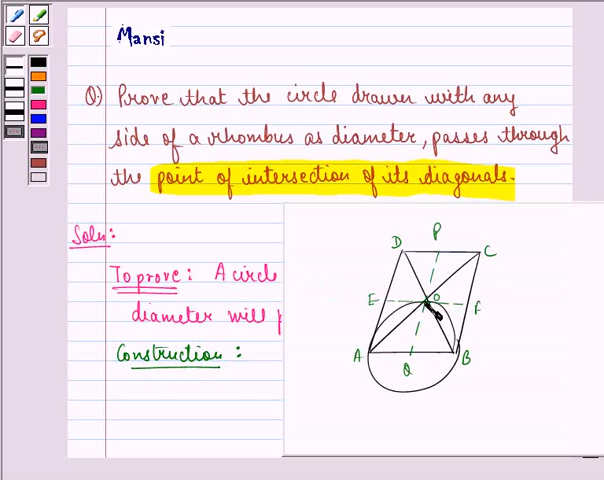 Mansi
Q) Prove that the circle drawn with any
side of a rhombus as diameter, passes through
the point of intersection of its diagonals.
Soln:
To prove: A circle
diameter will
Construction:
D P C
E O F
A Q B